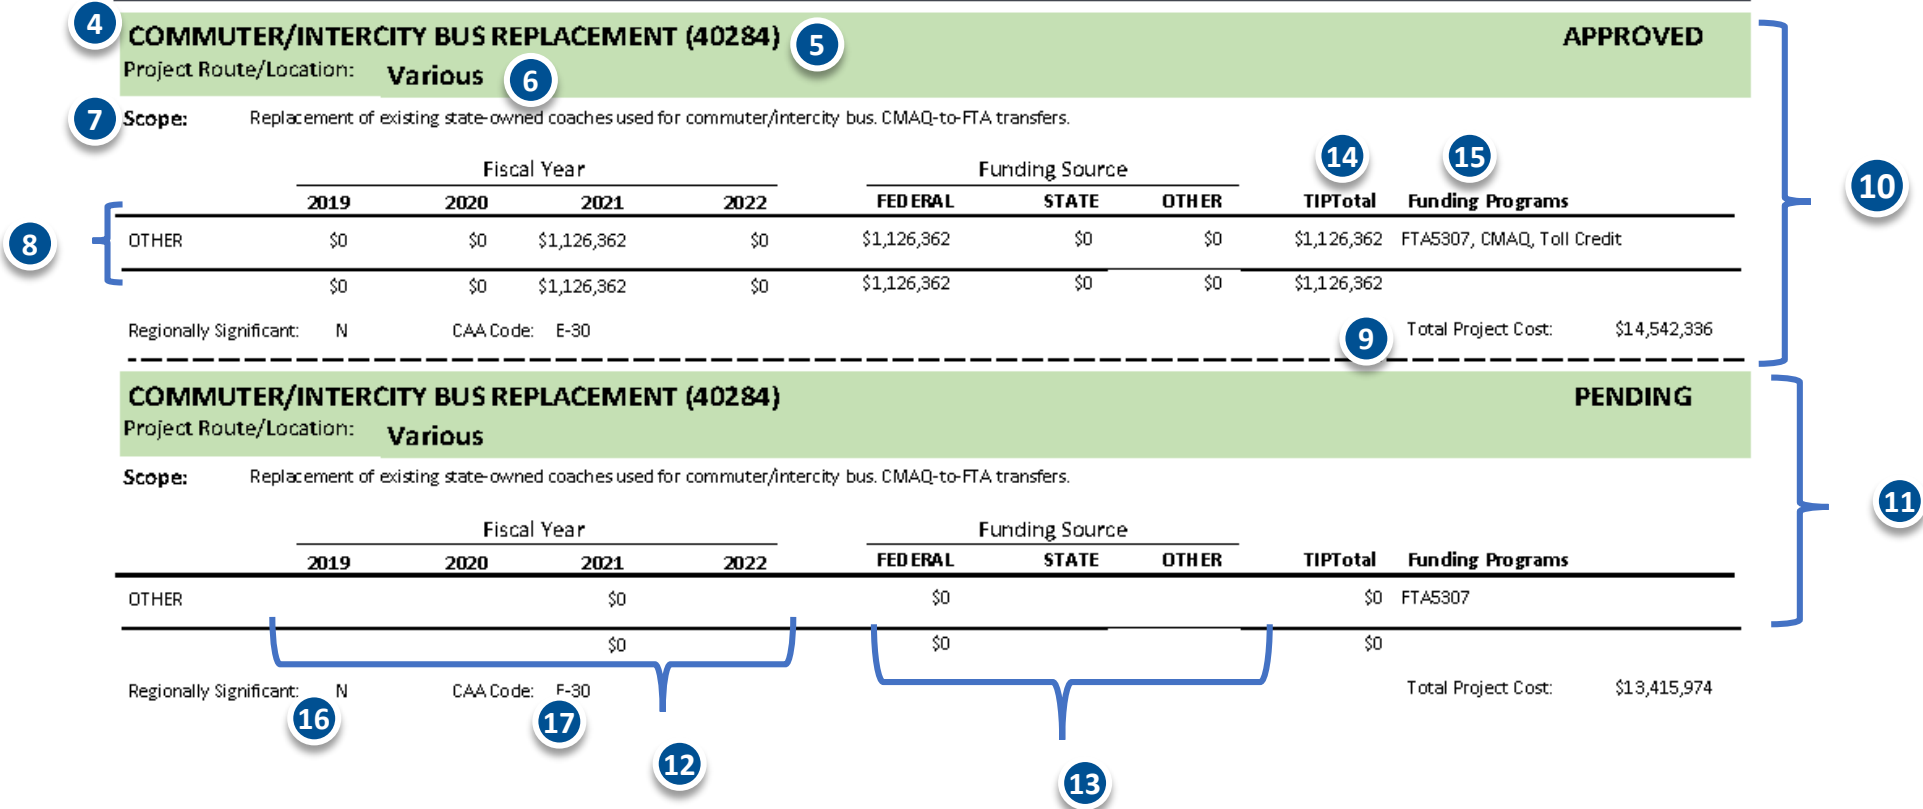 4 COMMUTER/INTERCITY BUS REPLACEMENT (40284) 5 APPROVED
Project Route/Location: Various 6
7 Scope: Replacement of existing state-owned coaches used for commuter/intercity bus. CMAQ-to-FTA transfers.
14 15
Fiscal Year Funding Source
10
2019 2020 2021 2022 FEDERAL STATE OTHER TIPTotal Funding Programs
8 OTHER $0 $0 $1,126,362 $0 $1,126,362 $0 $0 $1,126,362 FTA5307, CMAQ, Toll Credit
$0 $0 $1,126,362 $0 $1,126,362 $0 $0 $1,126,362
Regionally Significant: N CAA Code: E-30 9 Total Project Cost: $14,542,336
COMMUTER/INTERCITY BUS REPLACEMENT (40284) PENDING
Project Route/Location: Various
Scope: Replacement of existing state-owned coaches used for commuter/intercity bus. CMAQ-to-FTA transfers.
11
Fiscal Year Funding Source
2019 2020 2021 2022 FEDERAL STATE OTHER TIPTotal Funding Programs
OTHER $0 $0 $0 FTA5307
$0 $0 $0
Regionally Significant: N CAA Code: E-30 Total Project Cost: $13,415,974
16 17
12 13